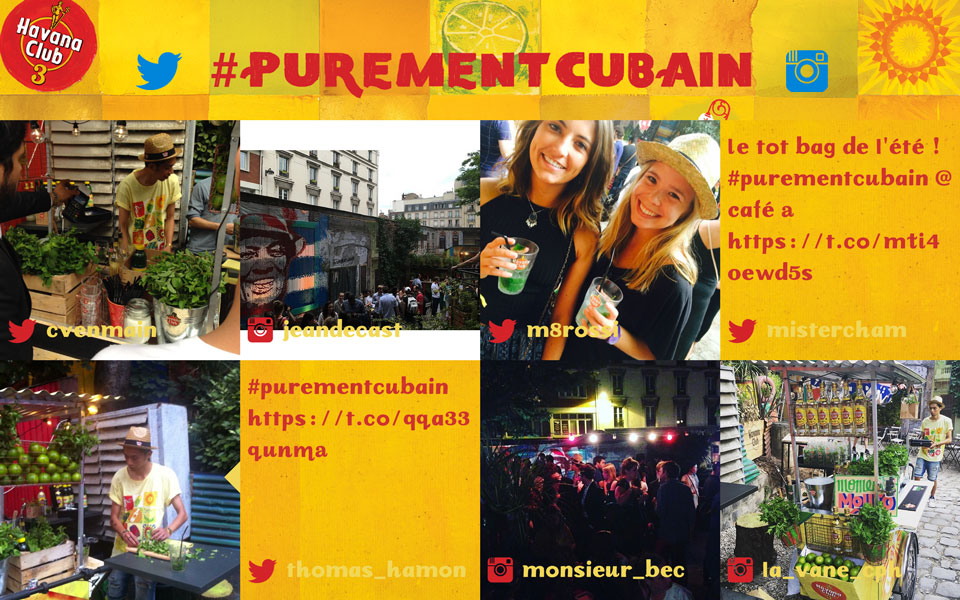 Havana
Club
3
#PUREMENTCUBAIN
cvenmain
jeandecast
m8rossi
le tot bag de l'été !
#purementcubain @
café a
https://t.co/mti4
oewd5s
mistercham
#purementcubain
https://t.co/qqa33
qunma
thomas_hamon
monsieur_bec
MOJITO
la_vane_cph